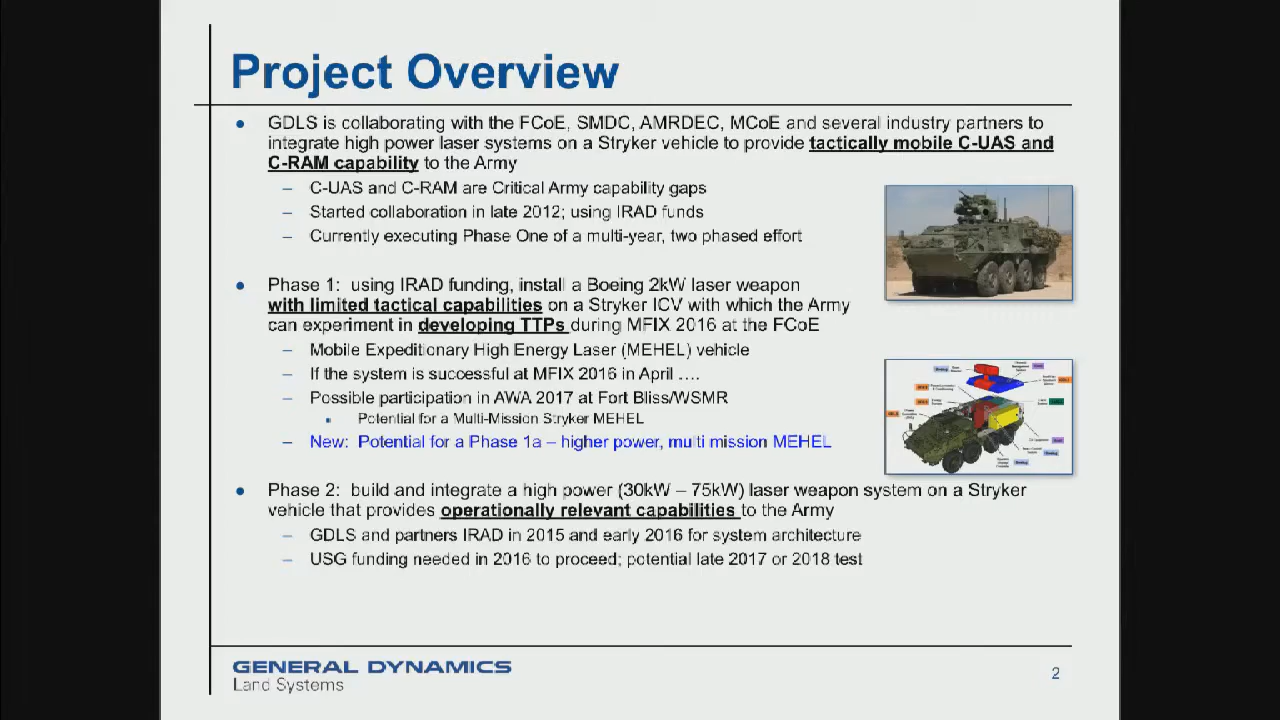 Project Overview
• GDLS is collaborating with the FCoE, SMDC, AMRDEC, MCoE and several industry partners to
integrate high power laser systems on a Stryker vehicle to provide tactically mobile C-UAS and
C-RAM capability to the Army
– C-UAS and C-RAM are Critical Army capability gaps
– Started collaboration in late 2012; using IRAD funds
– Currently executing Phase One of a multi-year, two phased effort
• Phase 1: using IRAD funding, install a Boeing 2kW laser weapon
with limited tactical capabilities on a Stryker ICV with which the Army
can experiment in developing TTPs during MFIX 2016 at the FCoE
– Mobile Expeditionary High Energy Laser (MEHEL) vehicle
– If the system is successful at MFIX 2016 in April ….
– Possible participation in AWA 2017 at Fort Bliss/WSMR
▪ Potential for a Multi-Mission Stryker MEHEL
– New: Potential for a Phase 1a – higher power, multi mission MEHEL
• Phase 2: build and integrate a high power (30kW – 75kW) laser weapon system on a Stryker
vehicle that provides operationally relevant capabilities to the Army
– GDLS and partners IRAD in 2015 and early 2016 for system architecture
– USG funding needed in 2016 to proceed; potential late 2017 or 2018 test
GENERAL DYNAMICS
Land Systems
2